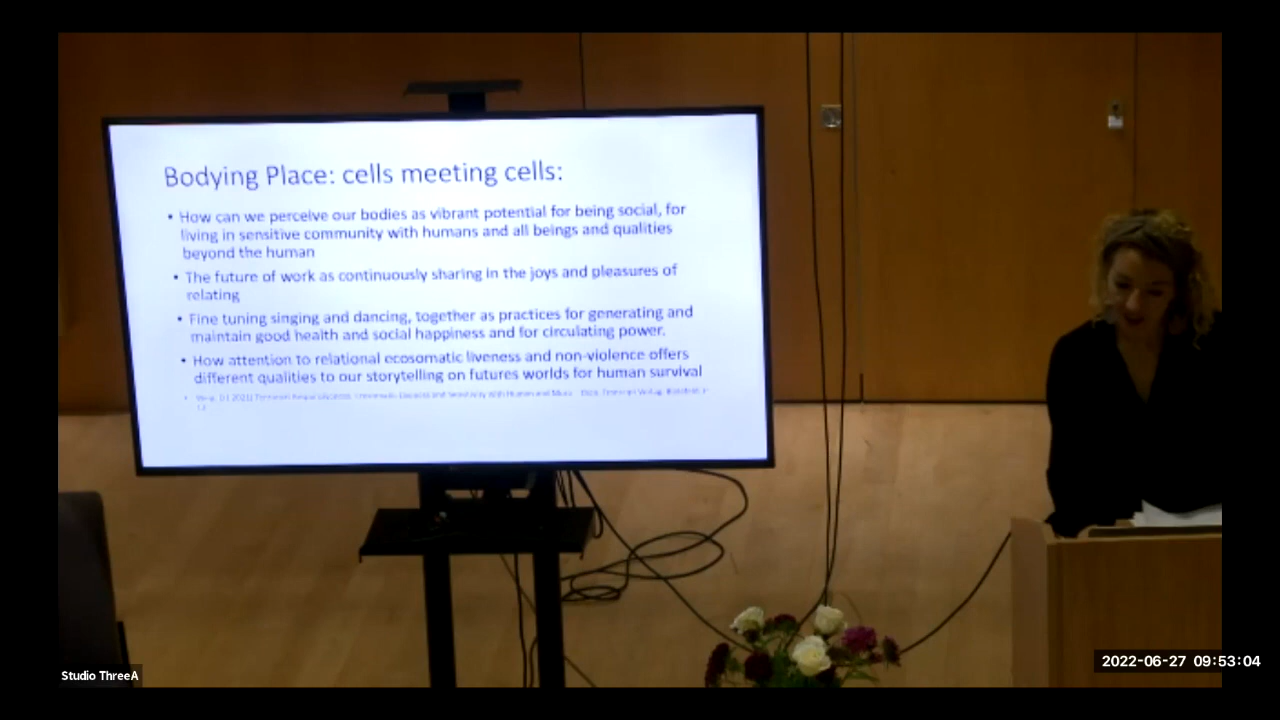 Bodying Place: cells meeting cells:
• How can we perceive our bodies as vibrant potential for being social, for
living in sensitive community with humans and all beings and qualities
beyond the human
• The future of work as continuously sharing in the joys and pleasures of
relating
• Fine tuning singing and dancing, together as practices for generating and
maintain good health and social happiness and for circulating power.
• How attention to relational ecosomatic liveness and non-violence offers
different qualities to our storytelling on futures worlds for human survival
Studio ThreeA
2022-06-27 09:53:04